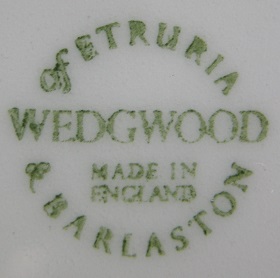 OF ETRURIA
WEDGWOOD
MADE IN
ENGLAND
& BARLASTON